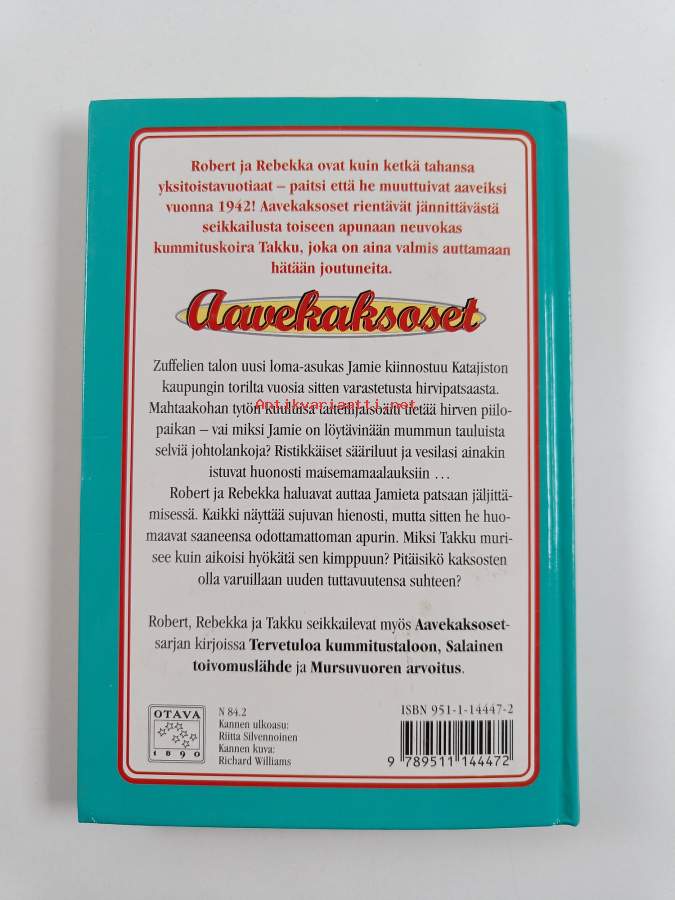 Robert ja Rebekka ovat kuin ketkä tahansa
yksitoistavuotiaat – paitsi että he muuttuivat aaveiksi
vuonna 1942! Aavekaksoset rientävät jännittävästä
seikkailusta toiseen apunaan neuvokas
kummituskoira Takku, joka on aina valmis auttamaan
hätään joutuneita.
Aavekaksoset
Zuffelien talon uusi loma-asukas Jamie kiinnostuu Katajiston
kaupungin torilta vuosia sitten varastetusta hirvipatsaasta.
Antikvariaatti.net
Mahtaakohan tytön kuuluisa taiteilijaisoäiti tietää hirven piilo-
paikan – vai miksi Jamie on löytävinään mummun tauluista
selviä johtolankoja? Ristikkäiset sääriluut ja vesilasi ainakin
istuvat huonosti maisemamaalauksiin ...
Robert ja Rebekka haluavat auttaa Jamieta patsaan jäljittä-
misessä. Kaikki näyttää sujuvan hienosti, mutta sitten he huo-
maavat saaneensa odottamattoman apurin. Miksi Takku muri-
see kuin aikoisi hyökätä sen kimppuun? Pitäisikö kaksosten
olla varuillaan uuden tuttavuutensa suhteen?
Robert, Rebekka ja Takku seikkailevat myös Aavekaksoset-
sarjan kirjoissa Tervetuloa kummitustaloon, Salainen
toivomuslähde ja Mursuvuoren arvoitus.
OTAVA
1890
N 84.2
Kannen ulkoasu:
Riitta Silvennoinen
Kannen kuva:
Richard Williams
ISBN 951-1-14447-2
9 789511 144472